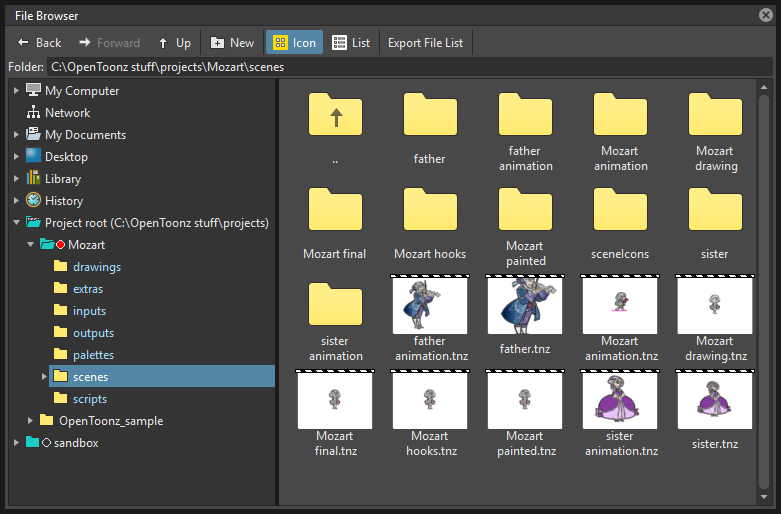 File Browser
Back Forward Up New Icon List Export File List
Folder: C:\OpenToonz stuff\projects\Mozart\scenes
My Computer
Network
My Documents
Desktop
Library
History
Project root (C:\OpenToonz stuff\projects)
Mozart
drawings
extras
inputs
outputs
palettes
scenes
scripts
OpenToonz_sample
sandbox
..
father
father
animation
Mozart
animation
Mozart
drawing
Mozart final
Mozart hooks
Mozart
painted
sceneIcons
sister
sister
animation
father
animation.tnz
father.tnz
Mozart
animation.tnz
Mozart
drawing.tnz
Mozart
final.tnz
Mozart
hooks.tnz
Mozart
painted.tnz
sister
animation.tnz
sister.tnz